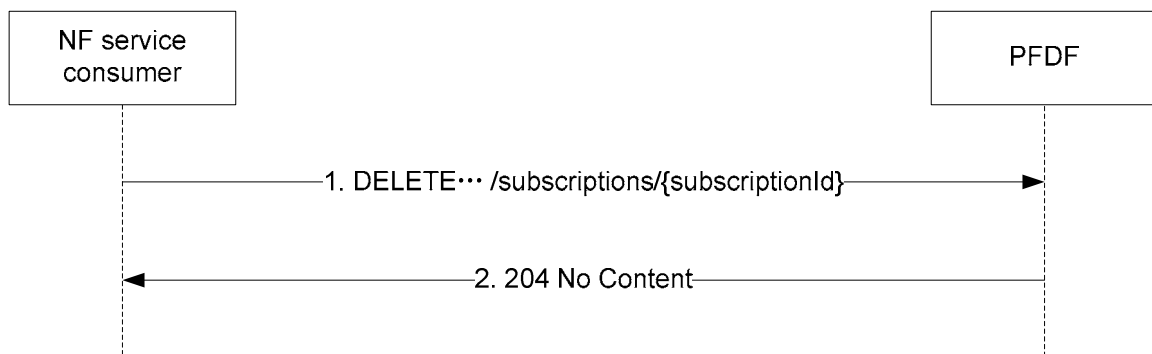 NF service
consumer
PFDF
1. DELETE··· /subscriptions/{subscriptionId}
2. 204 No Content